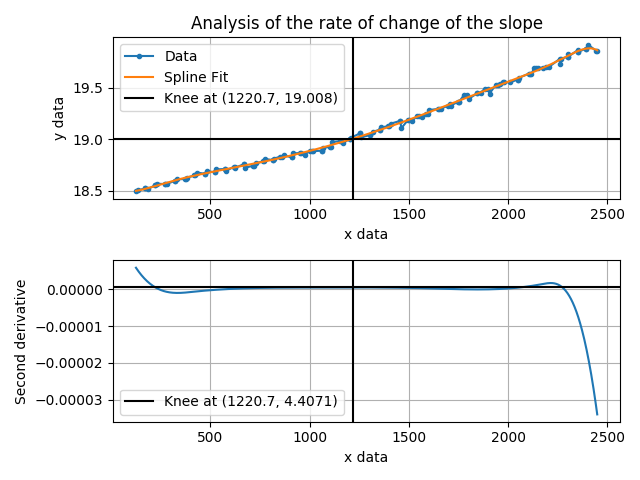 Analysis of the rate of change of the slope
Data
Spline Fit
Knee at (1220.7, 19.008)
y data
19.5
19.0
18.5
500
1000
1500
2000
2500
x data
Second derivative
0.00000
−0.00001
−0.00002
−0.00003
Knee at (1220.7, 4.4071)
500
1000
1500
2000
2500
x data